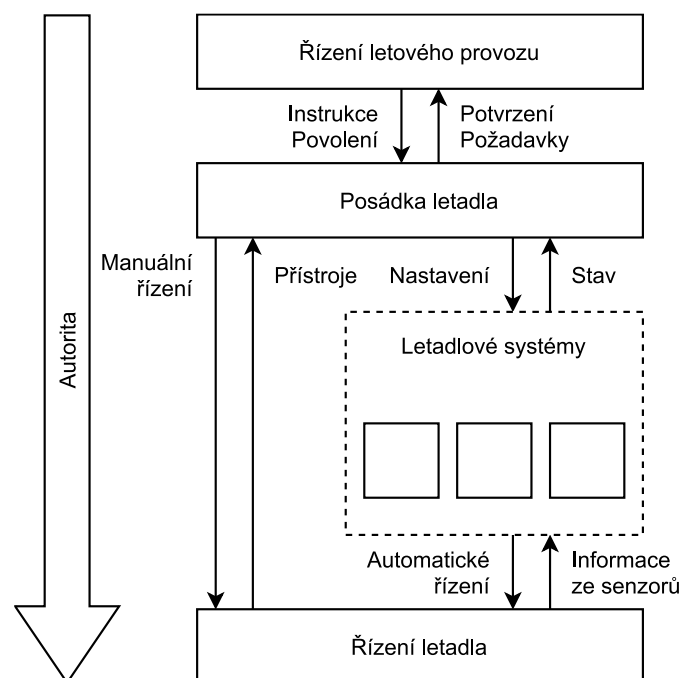 Řízení letového provozu
Instrukce
Povolení
Potvrzení
Požadavky
Posádka letadla
Manuální
řízení
Přístroje
Nastavení
Stav
Letadlové systémy
Autorita
Automatické
řízení
Informace
ze senzorů
Řízení letadla